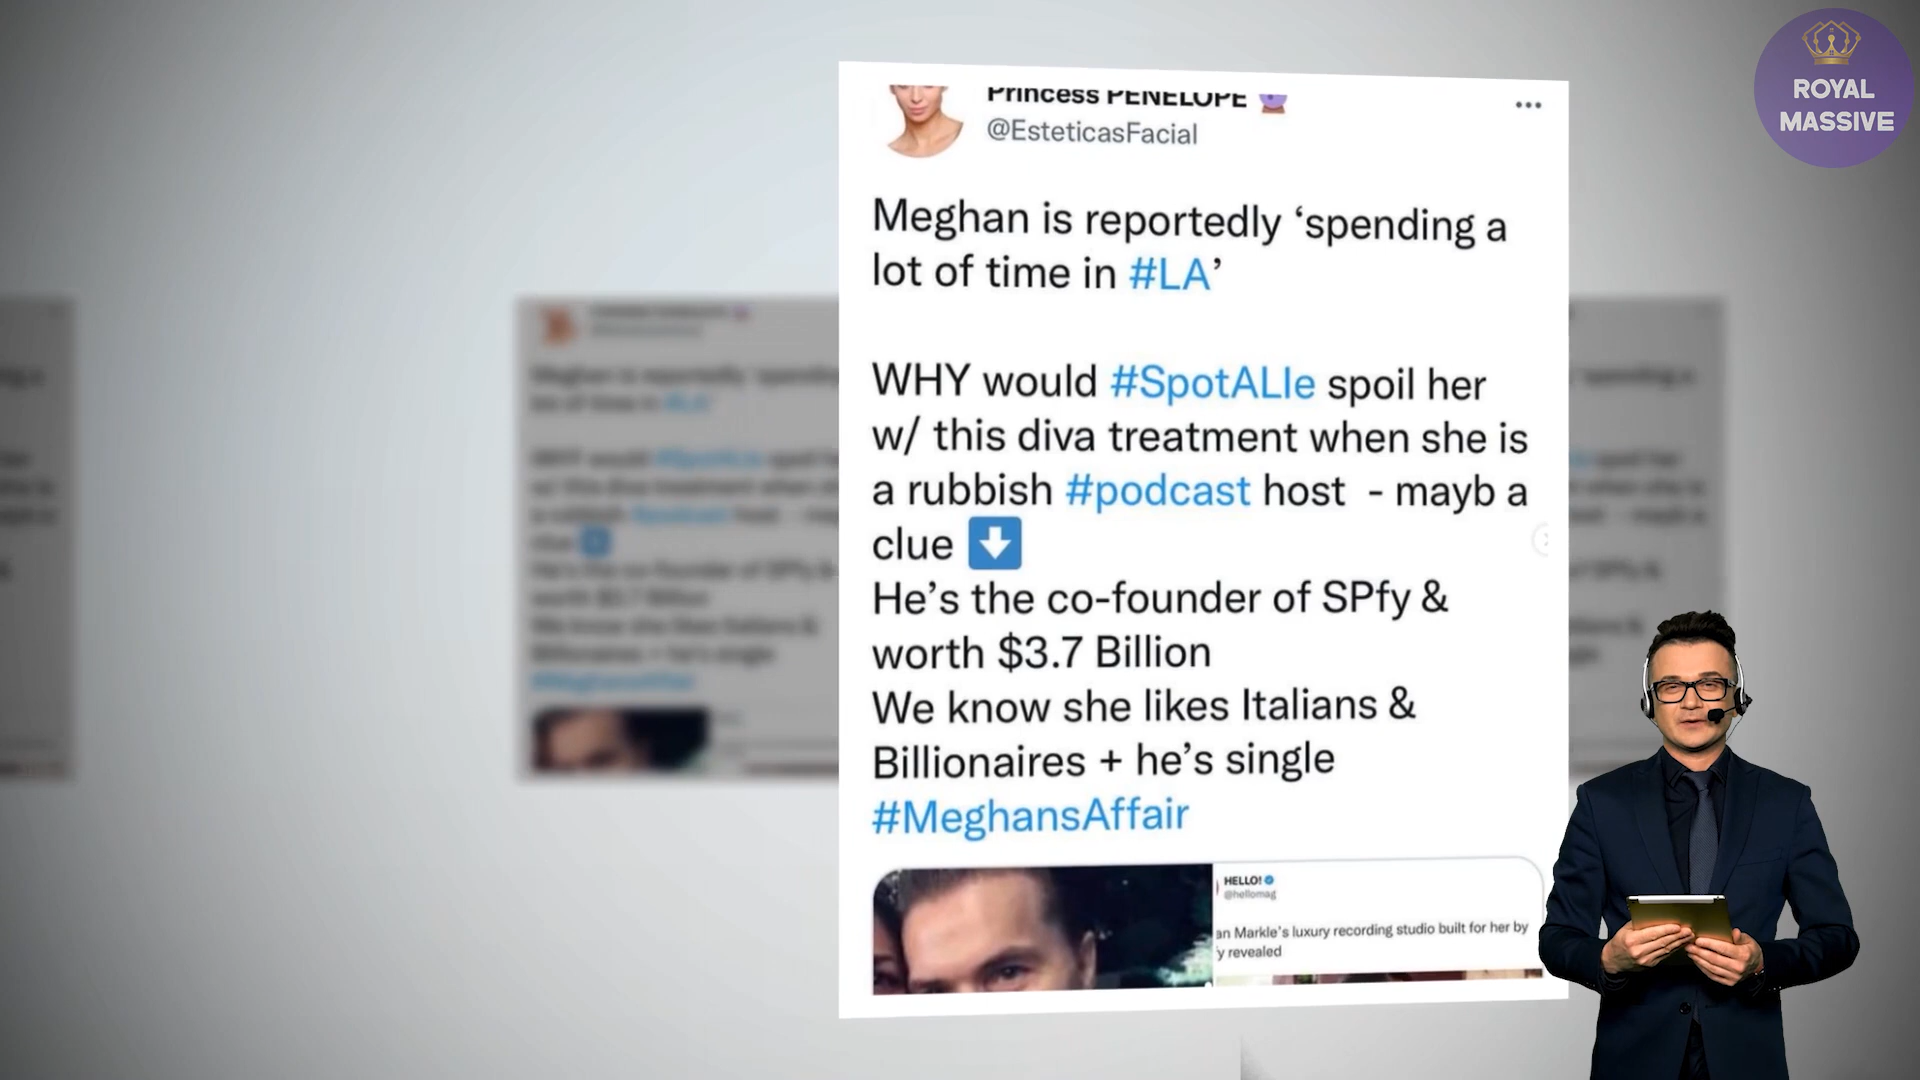 ROYAL
MASSIVE
Princess PENELOPE
@EsteticasFacial
Meghan is reportedly ‘spending a
lot of time in #LA’
WHY would #SpotALIe spoil her
w/ this diva treatment when she is
a rubbish #podcast host - mayb a
clue
He’s the co-founder of SPfy &
worth $3.7 Billion
We know she likes Italians &
Billionaires + he’s single
#MeghansAffair
HELLO!
@hellomag
an Markle’s luxury recording studio built for her by
y revealed